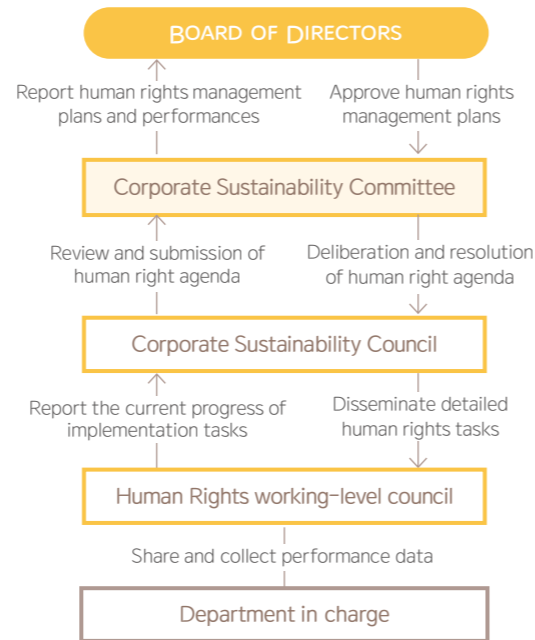 BOARD OF DIRECTORS
Report human rights management
plans and performances
Approve human rights
management plans
Corporate Sustainability Committee
Review and submission of
human right agenda
Deliberation and resolution
of human right agenda
Corporate Sustainability Council
Report the current progress of
implementation tasks
Disseminate detailed
human rights tasks
Human Rights working-level council
Share and collect performance data
Department in charge